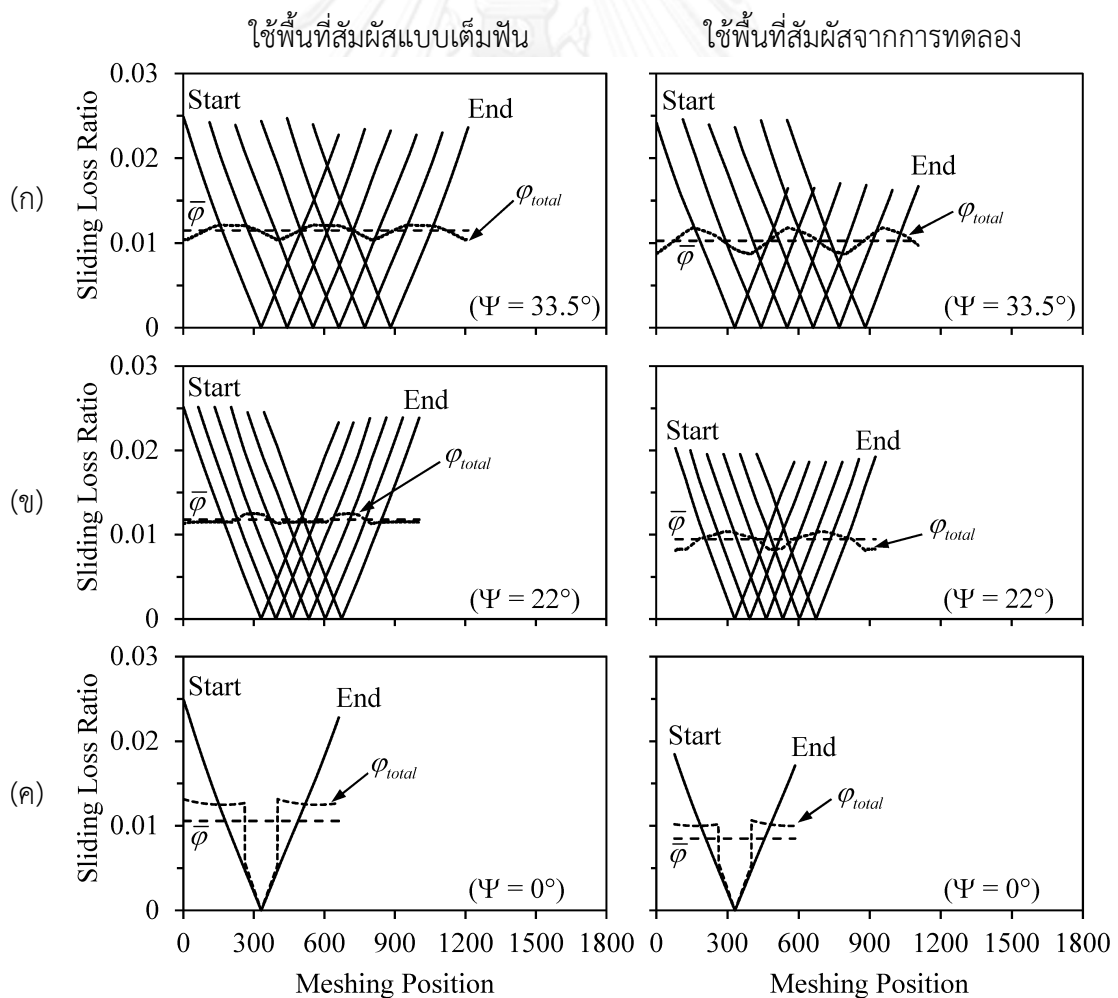 ใช้พื้นที่สัมผัสแบบเต็มฟัน
ใช้พื้นที่สัมผัสจากการทดลอง
(ก)
Sliding Loss Ratio
0.03
0.02
0.01
0
Start
End
φ̅
φtotal
(Ψ = 33.5°)
Start
End
φ̅
φtotal
(Ψ = 33.5°)
(ข)
Sliding Loss Ratio
0.03
0.02
0.01
0
Start
End
φ̅
φtotal
(Ψ = 22°)
Start
End
φ̅
φtotal
(Ψ = 22°)
(ค)
Sliding Loss Ratio
0.03
0.02
0.01
0
Start
End
φ̅
φtotal
(Ψ = 0°)
Start
End
φ̅
φtotal
(Ψ = 0°)
0 300 600 900 1200 1500 1800
0 300 600 900 1200 1500 1800
Meshing Position
Meshing Position